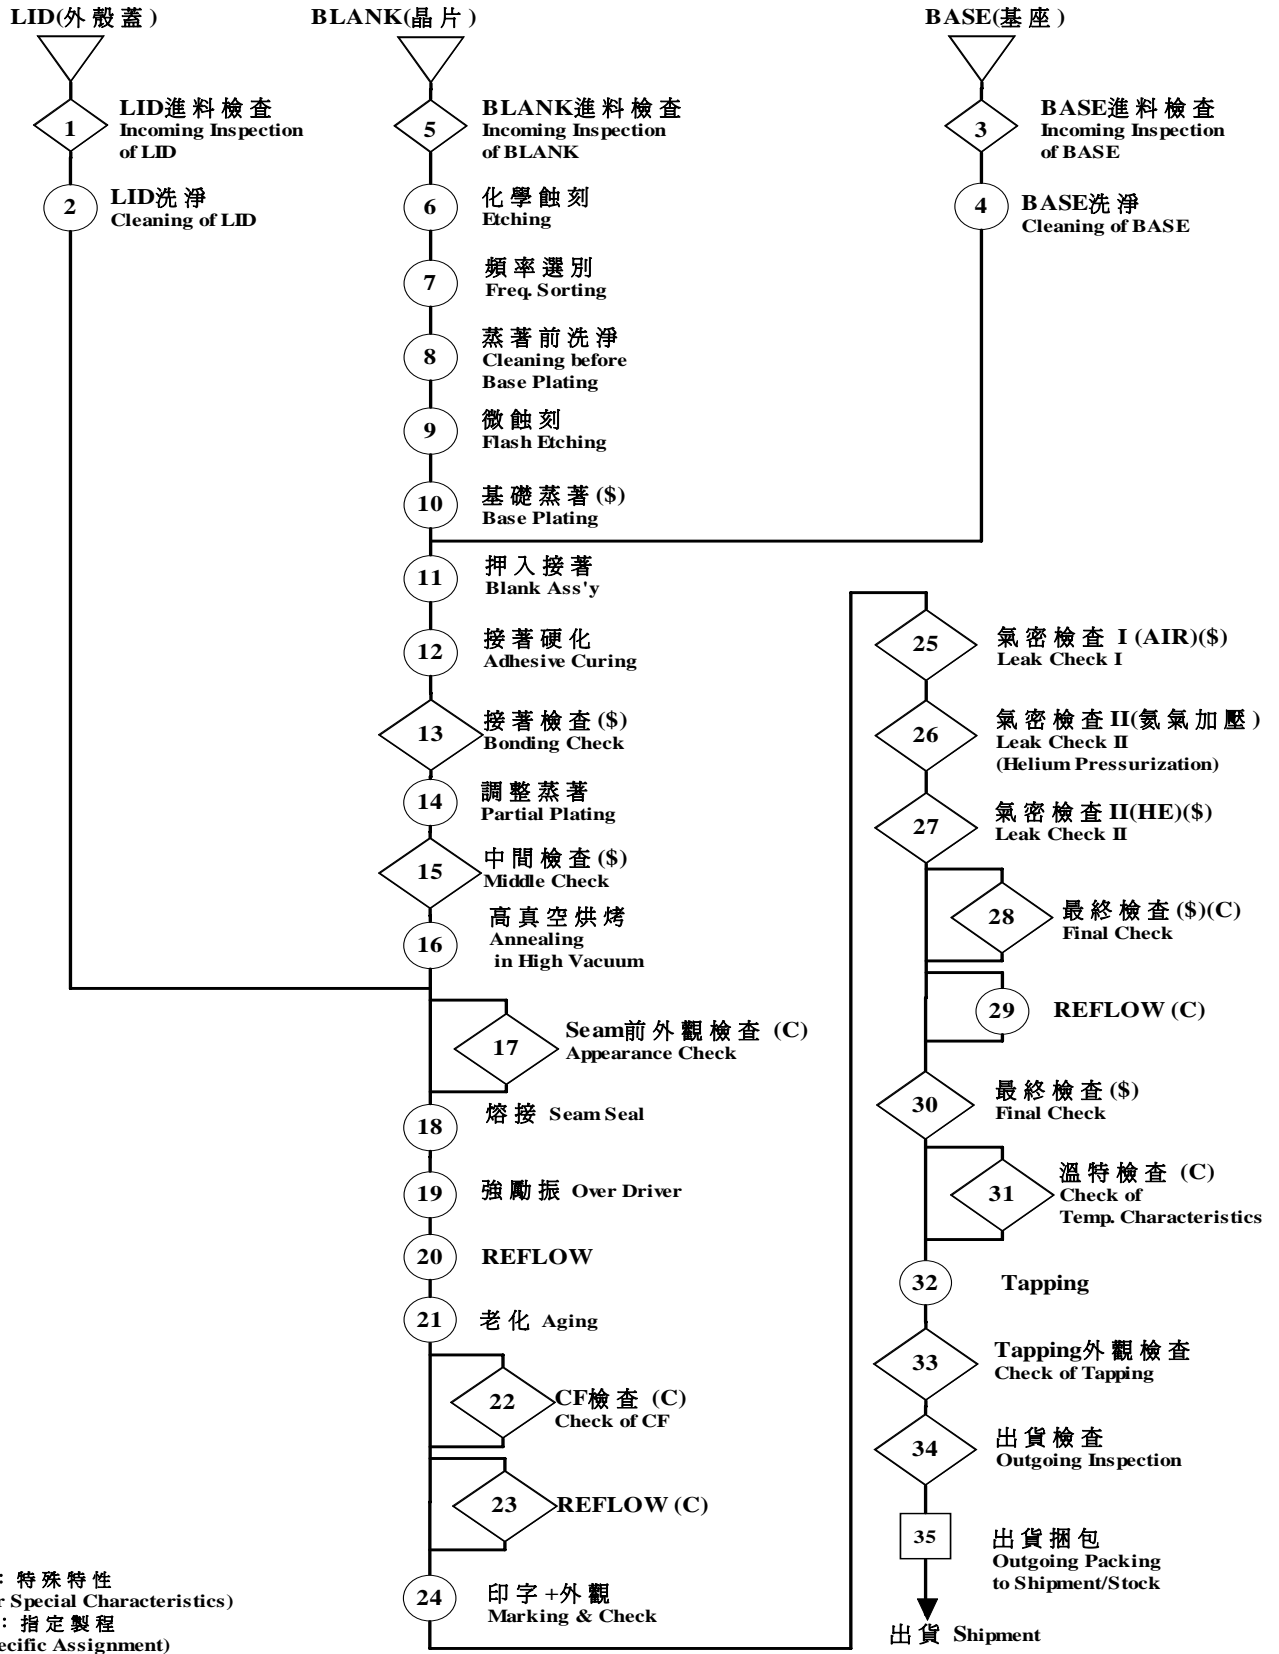 LID(外殼蓋)
1
LID進料檢查
Incoming Inspection
of LID
2
LID洗淨
Cleaning of LID
BLANK(晶片)
5
BLANK進料檢查
Incoming Inspection
of BLANK
6
化學蝕刻
Etching
7
頻率選別
Freq. Sorting
8
蒸著前洗淨
Cleaning before
Base Plating
9
微蝕刻
Flash Etching
10
基礎蒸著($)
Base Plating
BASE(基座)
3
BASE進料檢查
Incoming Inspection
of BASE
4
BASE洗淨
Cleaning of BASE
11
押入接著
Blank Ass'y
12
接著硬化
Adhesive Curing
13
接著檢查($)
Bonding Check
14
調整蒸著
Partial Plating
15
中間檢查($)
Middle Check
16
高真空烘烤
Annealing
in High Vacuum
17
Seam前外觀檢查 (C)
Appearance Check
18
熔接 Seam Seal
19
強勵振 Over Driver
20
REFLOW
21
老化 Aging
22
CF檢查 (C)
Check of CF
23
REFLOW (C)
24
印字+外觀
Marking & Check
25
氣密檢查 I (AIR)($)
Leak Check I
26
氣密檢查II(氦氣加壓)
Leak Check II
(Helium Pressurization)
27
氣密檢查II(HE)($)
Leak Check II
28
最終檢查($)(C)
Final Check
29
REFLOW (C)
30
最終檢查($)
Final Check
31
溫特檢查 (C)
Check of
Temp. Characteristics
32
Tapping
33
Tapping外觀檢查
Check of Tapping
34
出貨檢查
Outgoing Inspection
35
出貨捆包
Outgoing Packing
to Shipment/Stock
出貨 Shipment
: 特殊特性
r Special Characteristics)
: 指定製程
ecific Assignment)